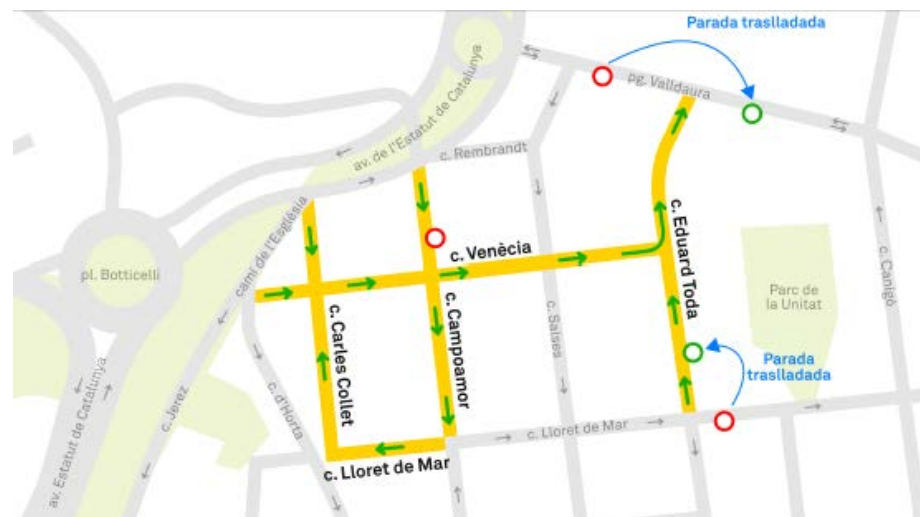 Parada traslladada
pg. Valldaura
av. de l'Estatut de Catalunya
c. Rembrandt
camí de l'Església
c. Venècia
c. Eduard Toda
pl. Botticelli
Parc de
la Unitat
c. Canigó
c. Carles Collet
c. Campoamor
c. Salses
Parada
traslladada
c. Jerez
c. d'Horta
c. Lloret de Mar
c. Lloret de Mar
av. Estatut de Catalunya